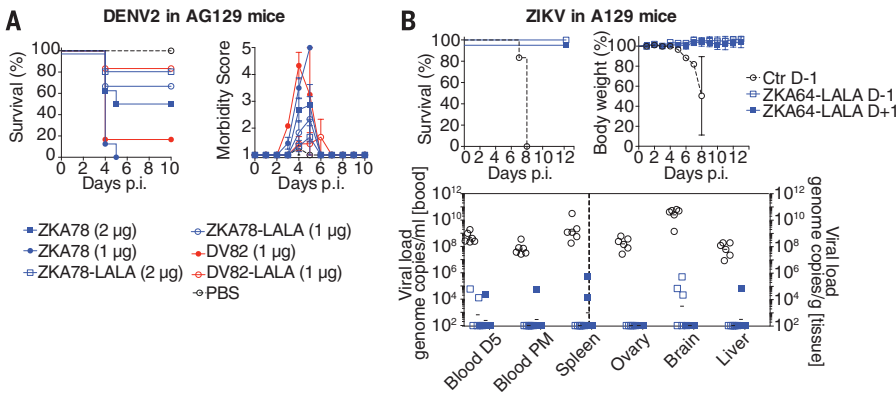 A
DENV2 in AG129 mice
Survival (%)
100
80
60
40
20
0
0 2 4 6 8 10
Days p.i.
Morbidity Score
5
4
3
2
1
0 2 4 6 8 10
Days p.i.
ZKA78 (2 μg)
ZKA78 (1 μg)
ZKA78-LALA (2 μg)
ZKA78-LALA (1 μg)
DV82 (1 μg)
DV82-LALA (1 μg)
PBS
B
ZIKV in A129 mice
Survival (%)
100
80
60
40
20
0
0 2 4 6 8 10 12
Days p.i.
Body weight (%)
100
80
60
40
20
0
0 2 4 6 8 10 12
Days p.i.
Ctr D-1
ZKA64-LALA D-1
ZKA64-LALA D+1
Viral load
genome copies/ml [bood]
10¹²
10¹⁰
10⁸
10⁶
10⁴
10²
Blood D5
Blood PM
Spleen
Ovary
Brain
Liver
10¹²
10¹⁰
10⁸
10⁶
10⁴
10²
Viral load
genome copies/g [tissue]